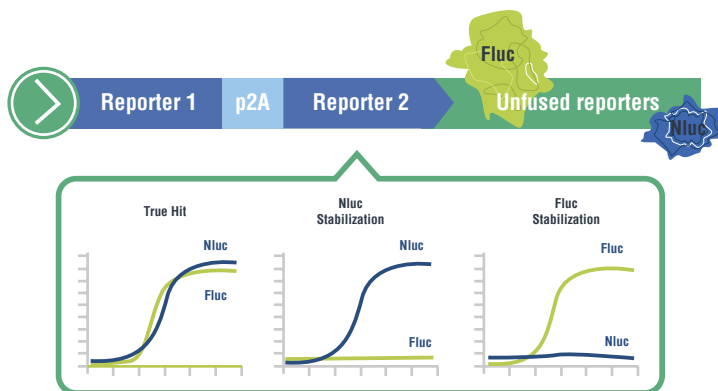 Fluc
Reporter 1
p2A
Reporter 2
Unfused reporters
Nluc
True Hit
Nluc
Fluc
Nluc
Stabilization
Nluc
Fluc
Fluc
Stabilization
Fluc
Nluc